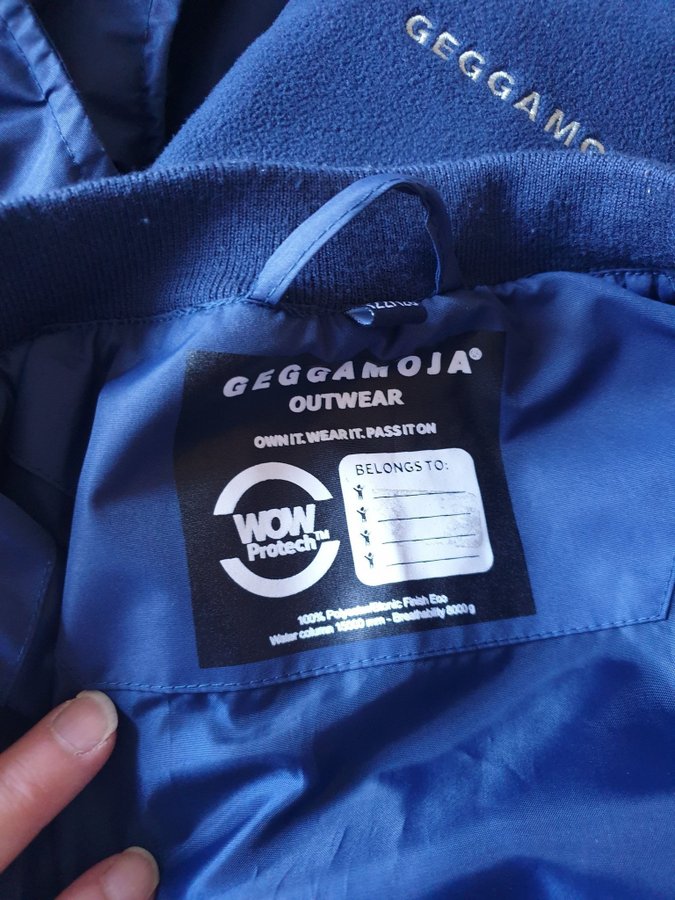 GEGGAMO
GEGGAMOJA®
OUTWEAR
OWN IT. WEAR IT. PASS IT ON
BELONGS TO:
WOW
Protech™
100% Polyester/Bionic Finish Eco
Water column 10000 mm - Breathability 8000 g